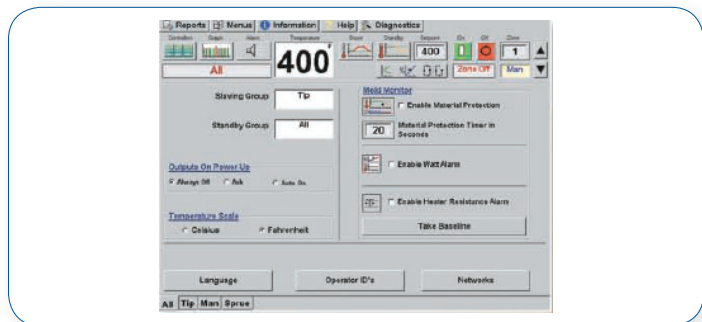 Reports Menus Information Help Diagnostics
Graph Alarm Temperature Boost Standby Setpoint On Off Zone
400 F 400 1
All Zone Off Man
Slaving Group Tip
Standby Group All
Outputs On Power Up
Always Off Ask Auto On
Temperature Scale
Celsius Fahrenheit
Mold Monitor
Enable Material Protection
20 Material Protection Timer in
Seconds
Enable Watt Alarm
Enable Heater Resistance Alarm
Take Baseline
Language Operator ID's Networks
All Tip Man Sprue